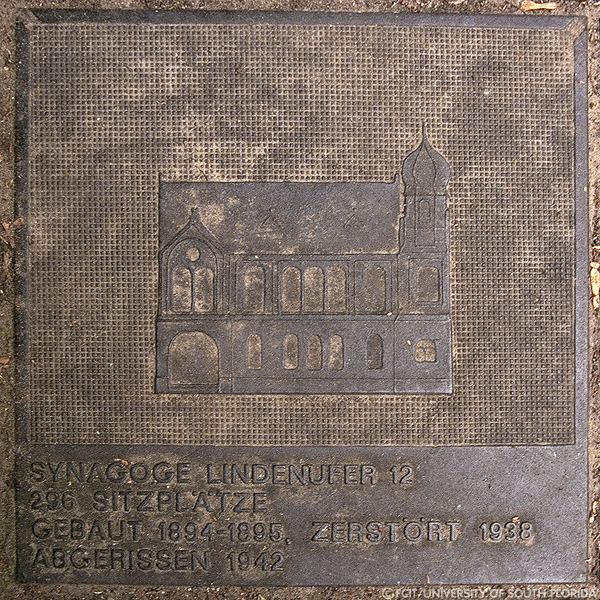 SYNAGOGE LINDENUFER 12
296 SITZPLÄTZE
GEBAUT 1894-1895, ZERSTÖRT 1938
ABGERISSEN 1942
© FCIT/UNIVERSITY OF SOUTH FLORIDA